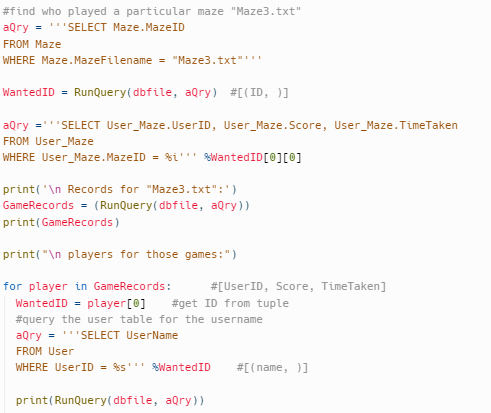 #find who played a particular maze "Maze3.txt"
aQry = '''SELECT Maze.MazeID
FROM Maze
WHERE Maze.MazeFilename = "Maze3.txt"'''
WantedID = RunQuery(dbfile, aQry)  #[(ID, )]
aQry ='''SELECT User_Maze.UserID, User_Maze.Score, User_Maze.TimeTaken
FROM User_Maze
WHERE User_Maze.MazeID = %i''' %WantedID[0][0]
print('\n Records for "Maze3.txt":')
GameRecords = (RunQuery(dbfile, aQry))
print(GameRecords)
print("\n players for those games:")
for player in GameRecords:      #[UserID, Score, TimeTaken]
  WantedID = player[0]    #get ID from tuple
  #query the user table for the username
  aQry = '''SELECT UserName
  FROM User
  WHERE UserID = %s''' %WantedID    #[(name, )]
  print(RunQuery(dbfile, aQry))